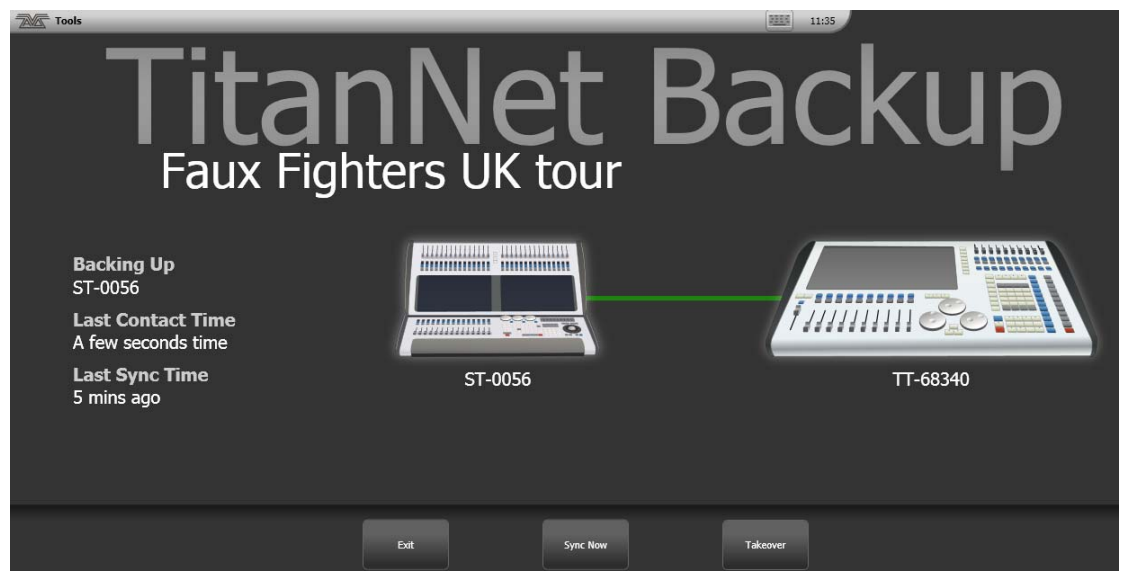 Tools
11:35
TitanNet Backup
Faux Fighters UK tour
Backing Up
ST-0056
Last Contact Time
A few seconds time
Last Sync Time
5 mins ago
ST-0056
TT-68340
Exit
Sync Now
Takeover